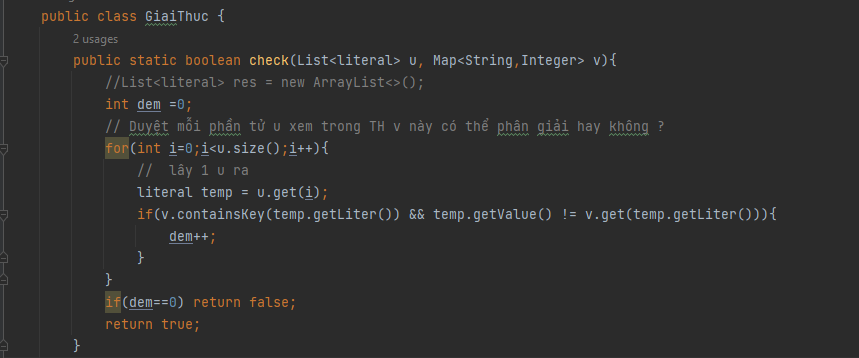 public class GiaiThuc {
2 usages
public static boolean check(List<literal> u, Map<String,Integer> v){
//List<literal> res = new ArrayList<>();
int dem =0;
// Duyệt mỗi phần tử u xem trong TH v này có thể phân giải hay không ?
for(int i=0;i<u.size();i++){
//  lây 1 u ra
literal temp = u.get(i);
if(v.containsKey(temp.getLiter()) && temp.getValue() != v.get(temp.getLiter())){
dem++;
}
}
if(dem==0) return false;
return true;
}